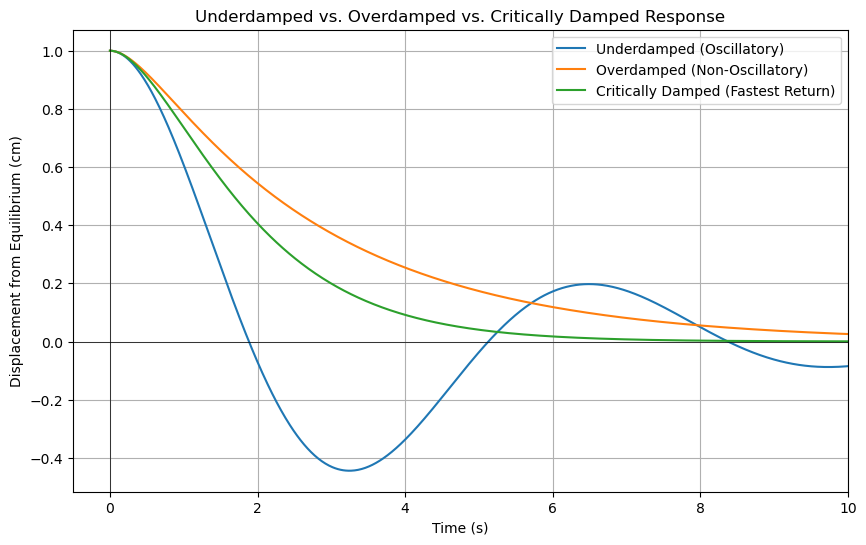 Underdamped vs. Overdamped vs. Critically Damped Response
Underdamped (Oscillatory)
Overdamped (Non-Oscillatory)
Critically Damped (Fastest Return)
Displacement from Equilibrium (cm)
1.0
0.8
0.6
0.4
0.2
0.0
−0.2
−0.4
0 2 4 6 8 10
Time (s)